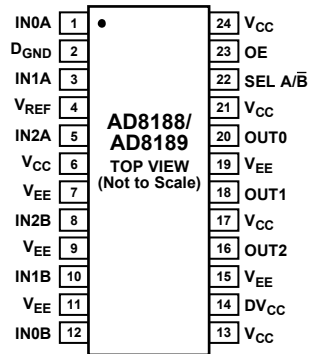 IN0A 1 24 VCC
DGND 2 23 OE
IN1A 3 22 SEL A/B̅
VREF 4 21 VCC
IN2A 5 20 OUT0
VCC 6 19 VEE
VEE 7 18 OUT1
IN2B 8 17 VCC
VEE 9 16 OUT2
IN1B 10 15 VEE
VEE 11 14 DVCC
IN0B 12 13 VCC
AD8188/
AD8189
TOP VIEW
(Not to Scale)